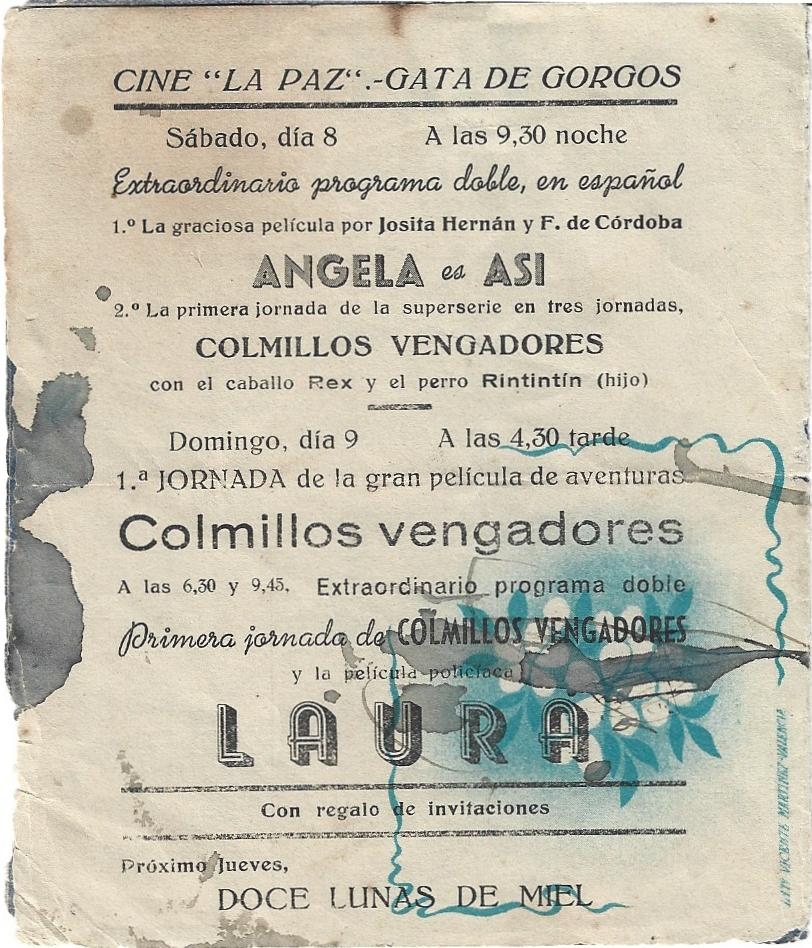 CINE “LA PAZ“.-GATA DE GORGOS
Sábado, día 8 A las 9,30 noche
Extraordinario programa doble, en español
1.º La graciosa película por Josita Hernán y F. de Córdoba
ANGELA es ASI
2.º La primera jornada de la superserie en tres jornadas,
COLMILLOS VENGADORES
con el caballo Rex y el perro Rintintín (hijo)
Domingo, día 9 A las 4,30 tarde
1.ª JORNADA de la gran película de aventuras
Colmillos vengadores
A las 6,30 y 9,45. Extraordinario programa doble
Primera jornada de COLMILLOS VENGADORES
y la película policíaca
LAURA
Con regalo de invitaciones
Próximo Jueves,
DOCE LUNAS DE MIEL
VICENTE MARTINEZ-VALENCIA